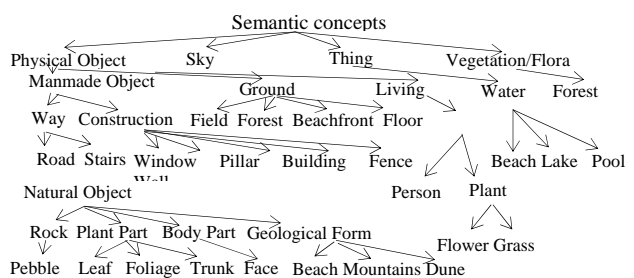 Semantic concepts
Physical Object Sky Thing Vegetation/Flora
Manmade Object Ground Living Water Forest
Way Construction Field Forest Beachfront Floor
Road Stairs Window Pillar Building Fence Beach Lake Pool
Wall
Natural Object Person Plant
Rock Plant Part Body Part Geological Form Flower Grass
Pebble Leaf Foliage Trunk Face Beach Mountains Dune